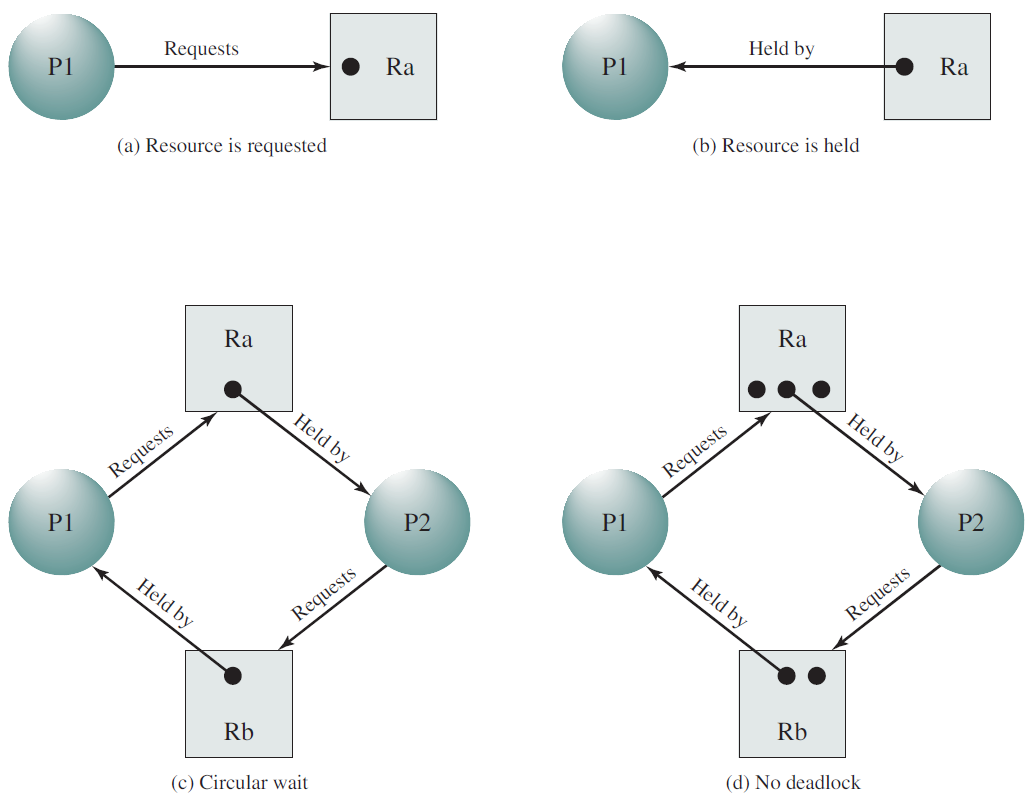 P1
Requests
Ra
(a) Resource is requested
P1
Held by
Ra
(b) Resource is held
Ra
Requests
Held by
P1
P2
Held by
Requests
Rb
(c) Circular wait
Ra
Requests
Held by
P1
P2
Held by
Requests
Rb
(d) No deadlock